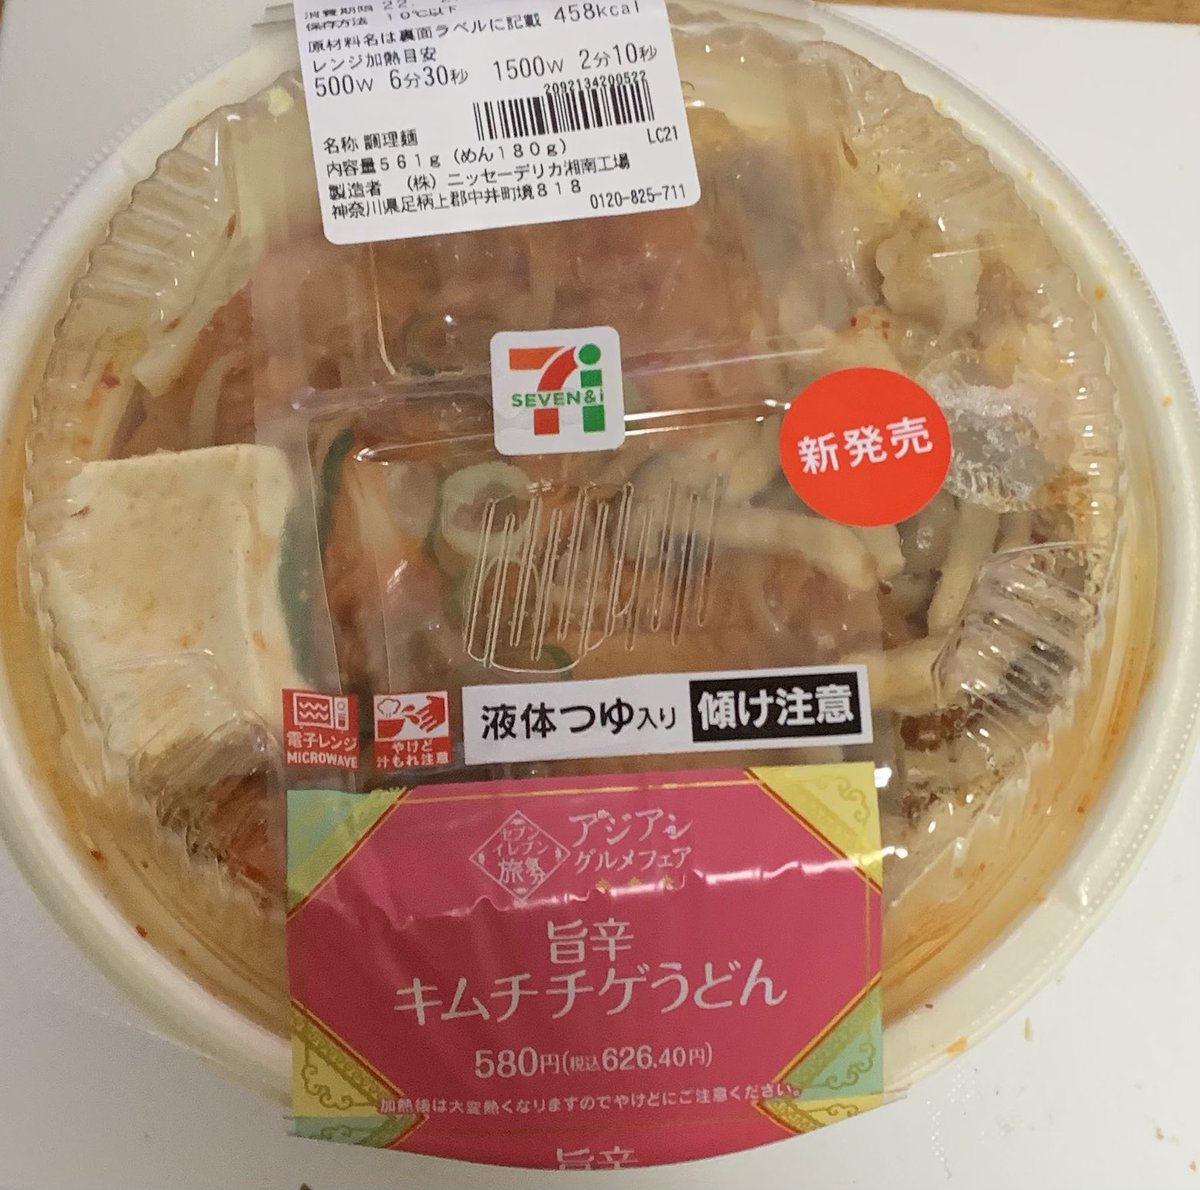 消費期限 22.
保存方法 10℃以下
原材料名は裏面ラベルに記載 458kcal
レンジ加熱目安
500W 6分30秒 1500W 2分10秒
2092134200522
名称 調理麺
LC21
内容量561g(めん180g)
製造者 (株)ニッセーデリカ湘南工場
神奈川県足柄上郡中井町境818
0120-825-711
7i
SEVEN&i
新発売
電子レンジ
MICROWAVE
やけど
汁もれ注意
液体つゆ入り 傾け注意
セブン
イレブン
旅券
アジアン
グルメフェア
旨辛
キムチチゲうどん
580円(税込626.40円)
加熱後は大変熱くなりますのでやけどにご注意ください。
旨辛